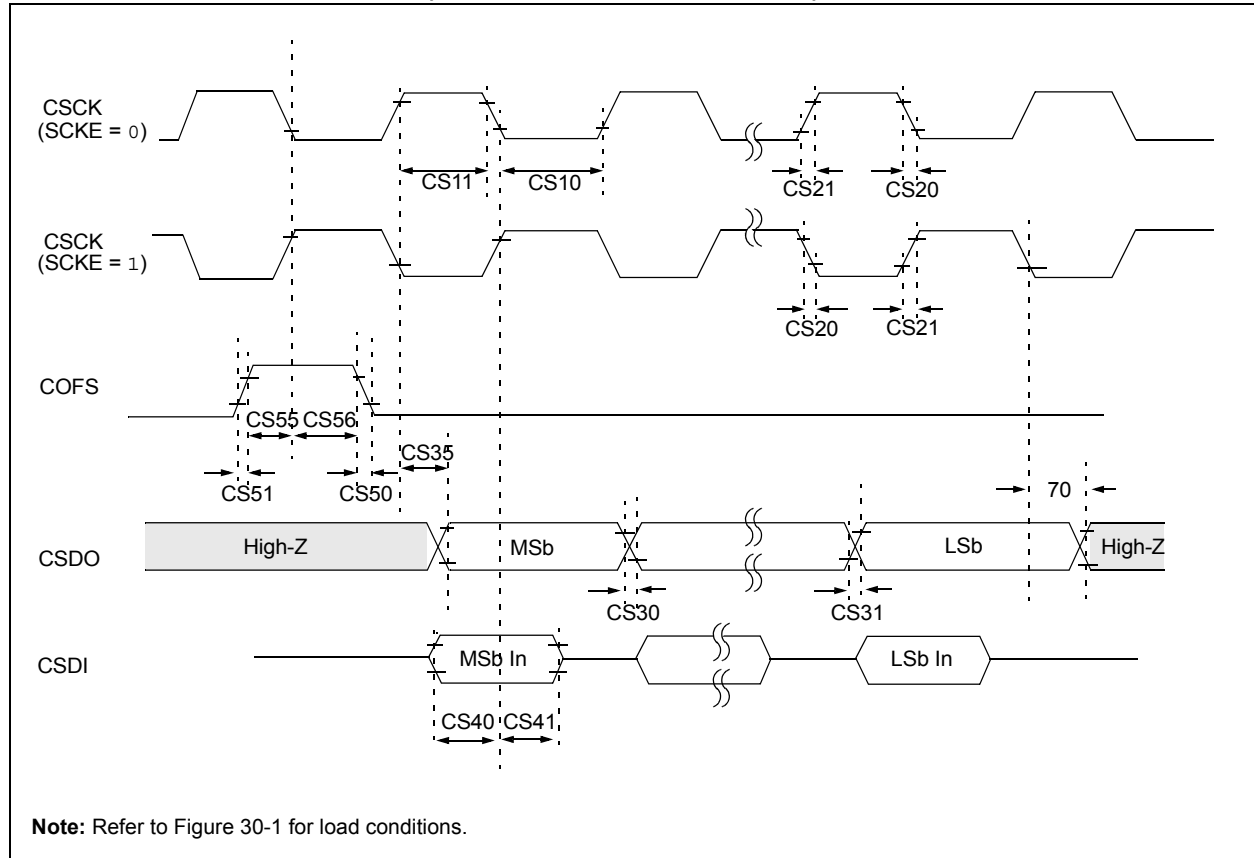 CSCK
(SCKE = 0)
CS11
CS10
CS21
CS20
CSCK
(SCKE = 1)
CS20
CS21
COFS
CS55
CS56
CS35
CS51
CS50
70
CSDO
High-Z
MSb
LSb
High-Z
CS30
CS31
CSDI
MSb In
LSb In
CS40
CS41
Note: Refer to Figure 30-1 for load conditions.